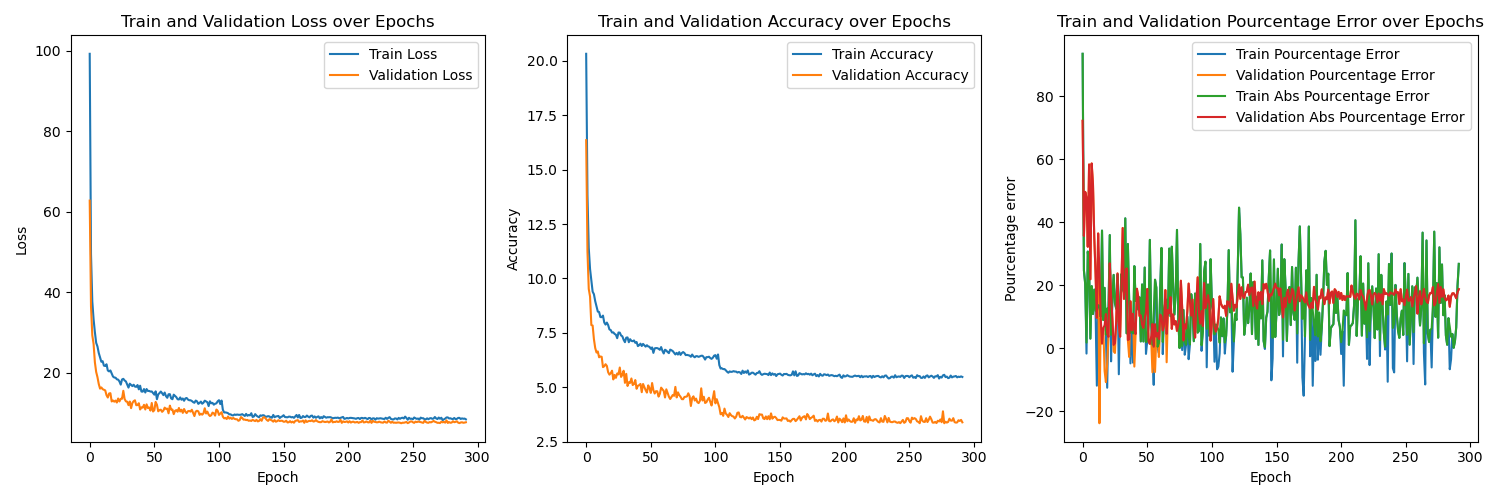 Train and Validation Loss over Epochs
Train Loss
Validation Loss
100
80
60
40
20
Loss
0
50
100
150
200
250
300
Epoch
Train and Validation Accuracy over Epochs
Train Accuracy
Validation Accuracy
20.0
17.5
15.0
12.5
10.0
7.5
5.0
2.5
Accuracy
0
50
100
150
200
250
300
Epoch
Train and Validation Pourcentage Error over Epochs
Train Pourcentage Error
Validation Pourcentage Error
Train Abs Pourcentage Error
Validation Abs Pourcentage Error
80
60
40
20
0
−20
Pourcentage error
0
50
100
150
200
250
300
Epoch